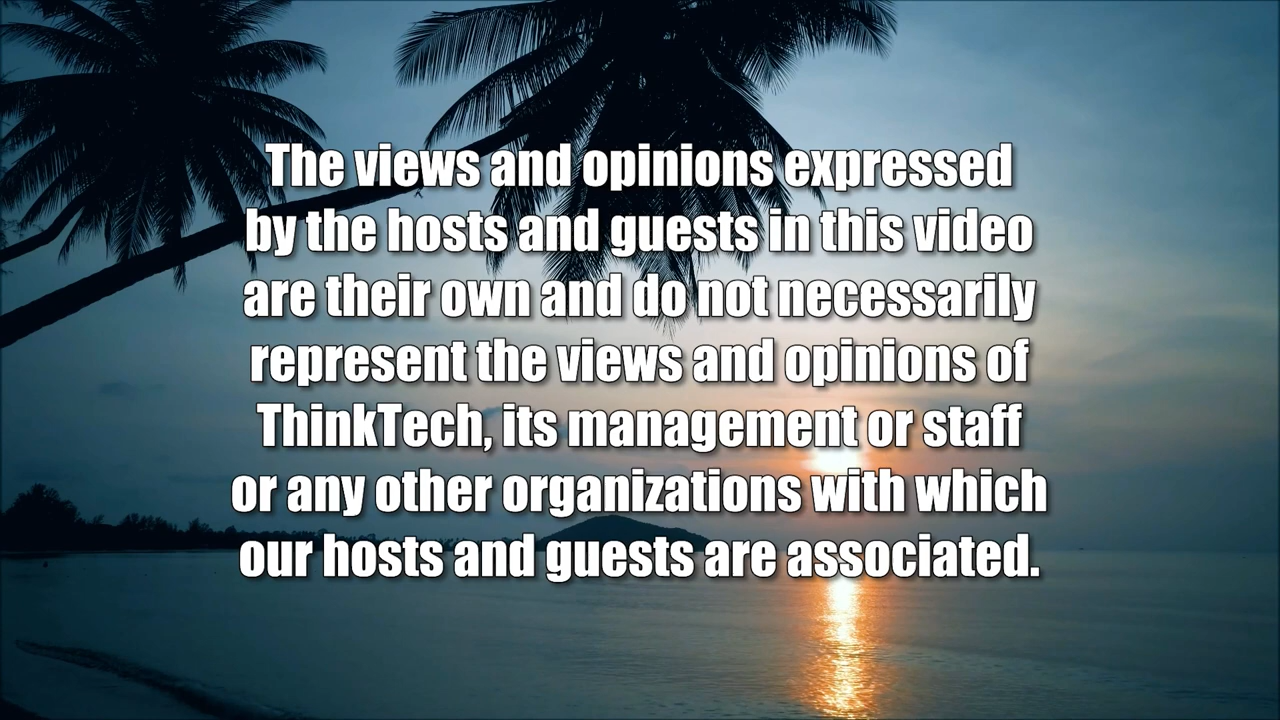 The views and opinions expressed
by the hosts and guests in this video
are their own and do not necessarily
represent the views and opinions of
ThinkTech, its management or staff
or any other organizations with which
our hosts and guests are associated.